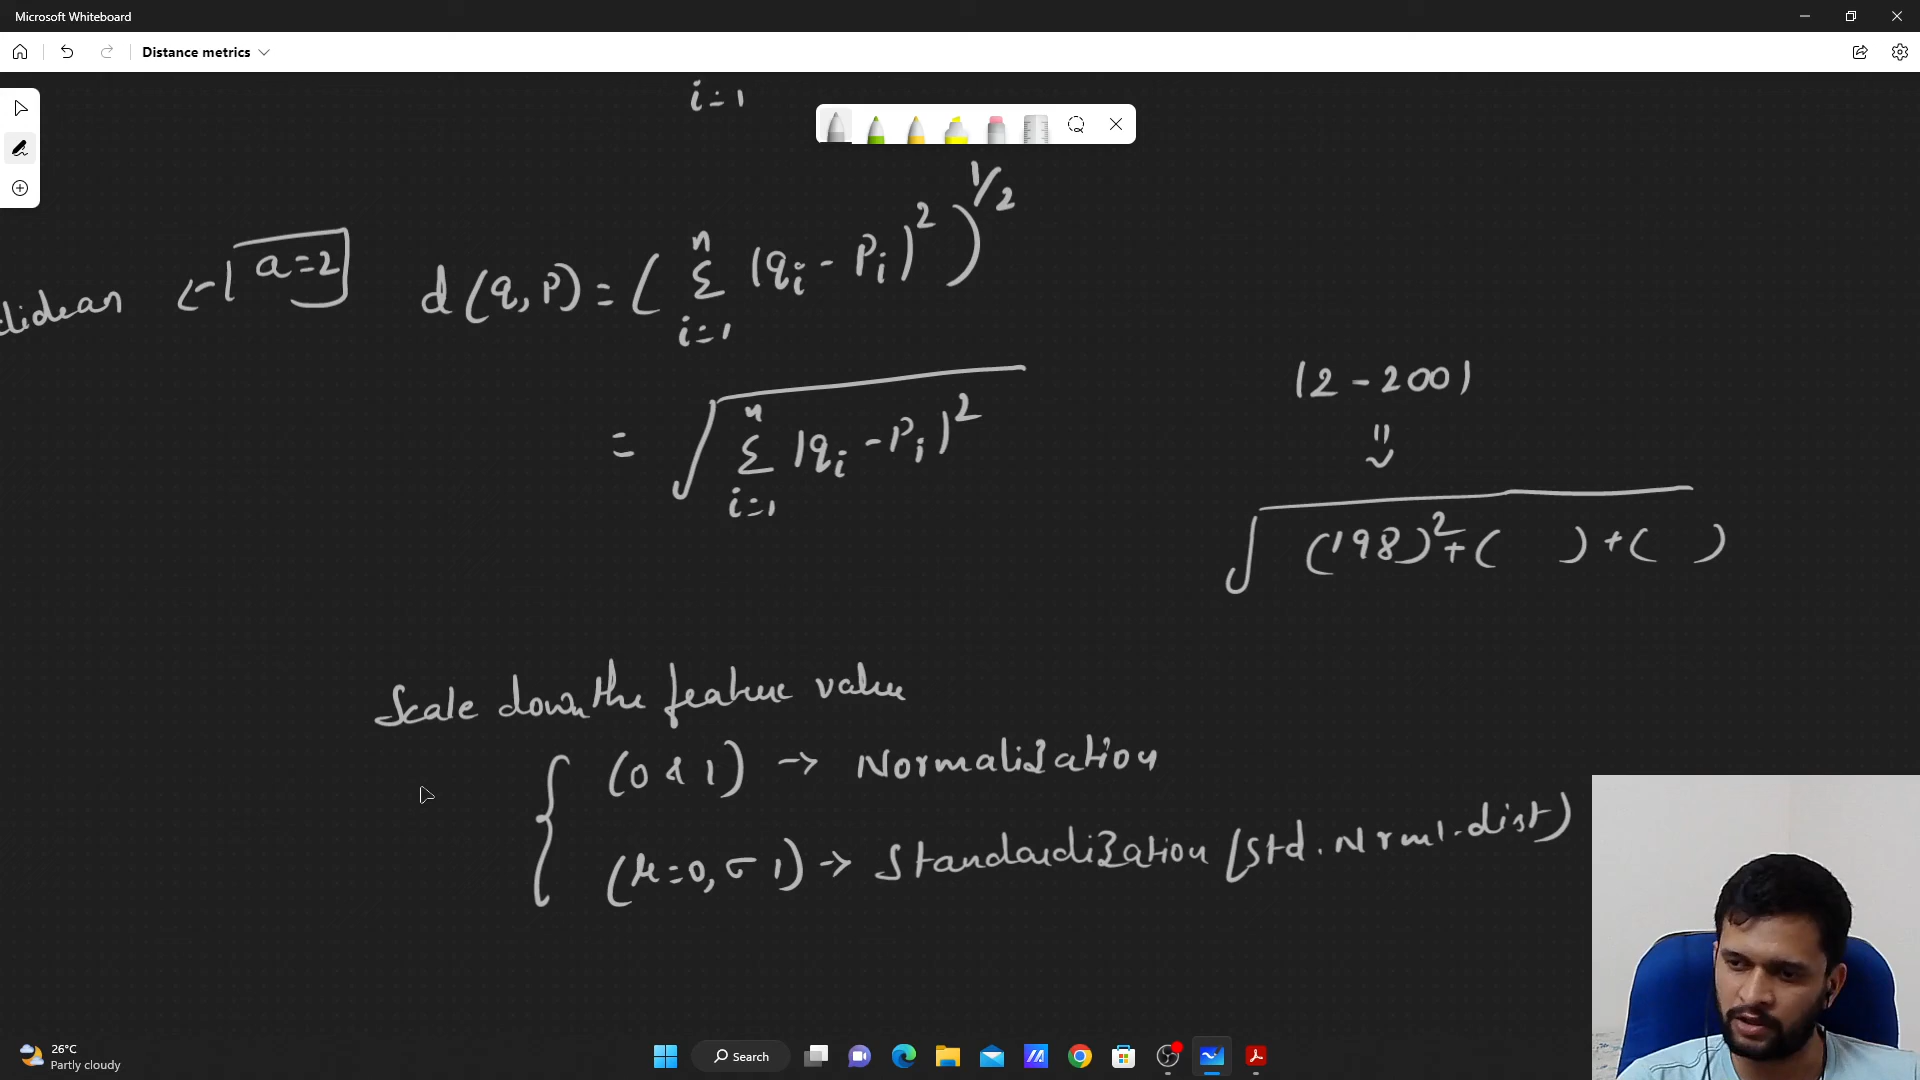 Microsoft Whiteboard
Distance metrics
i=1
lidean ← a=2 d(q,p) = ( n Σ i=1 |qi - Pi|^2 )^1/2
= √ n Σ i=1 |qi - Pi|^2
|2 - 200|
=
√ (198)^2 + ( ) + ( )
Scale down the feature value
(0 & 1) → Normalization
(μ=0, σ 1) → Standardization (Std. Nrml. dist)
26°C
Partly cloudy
Search